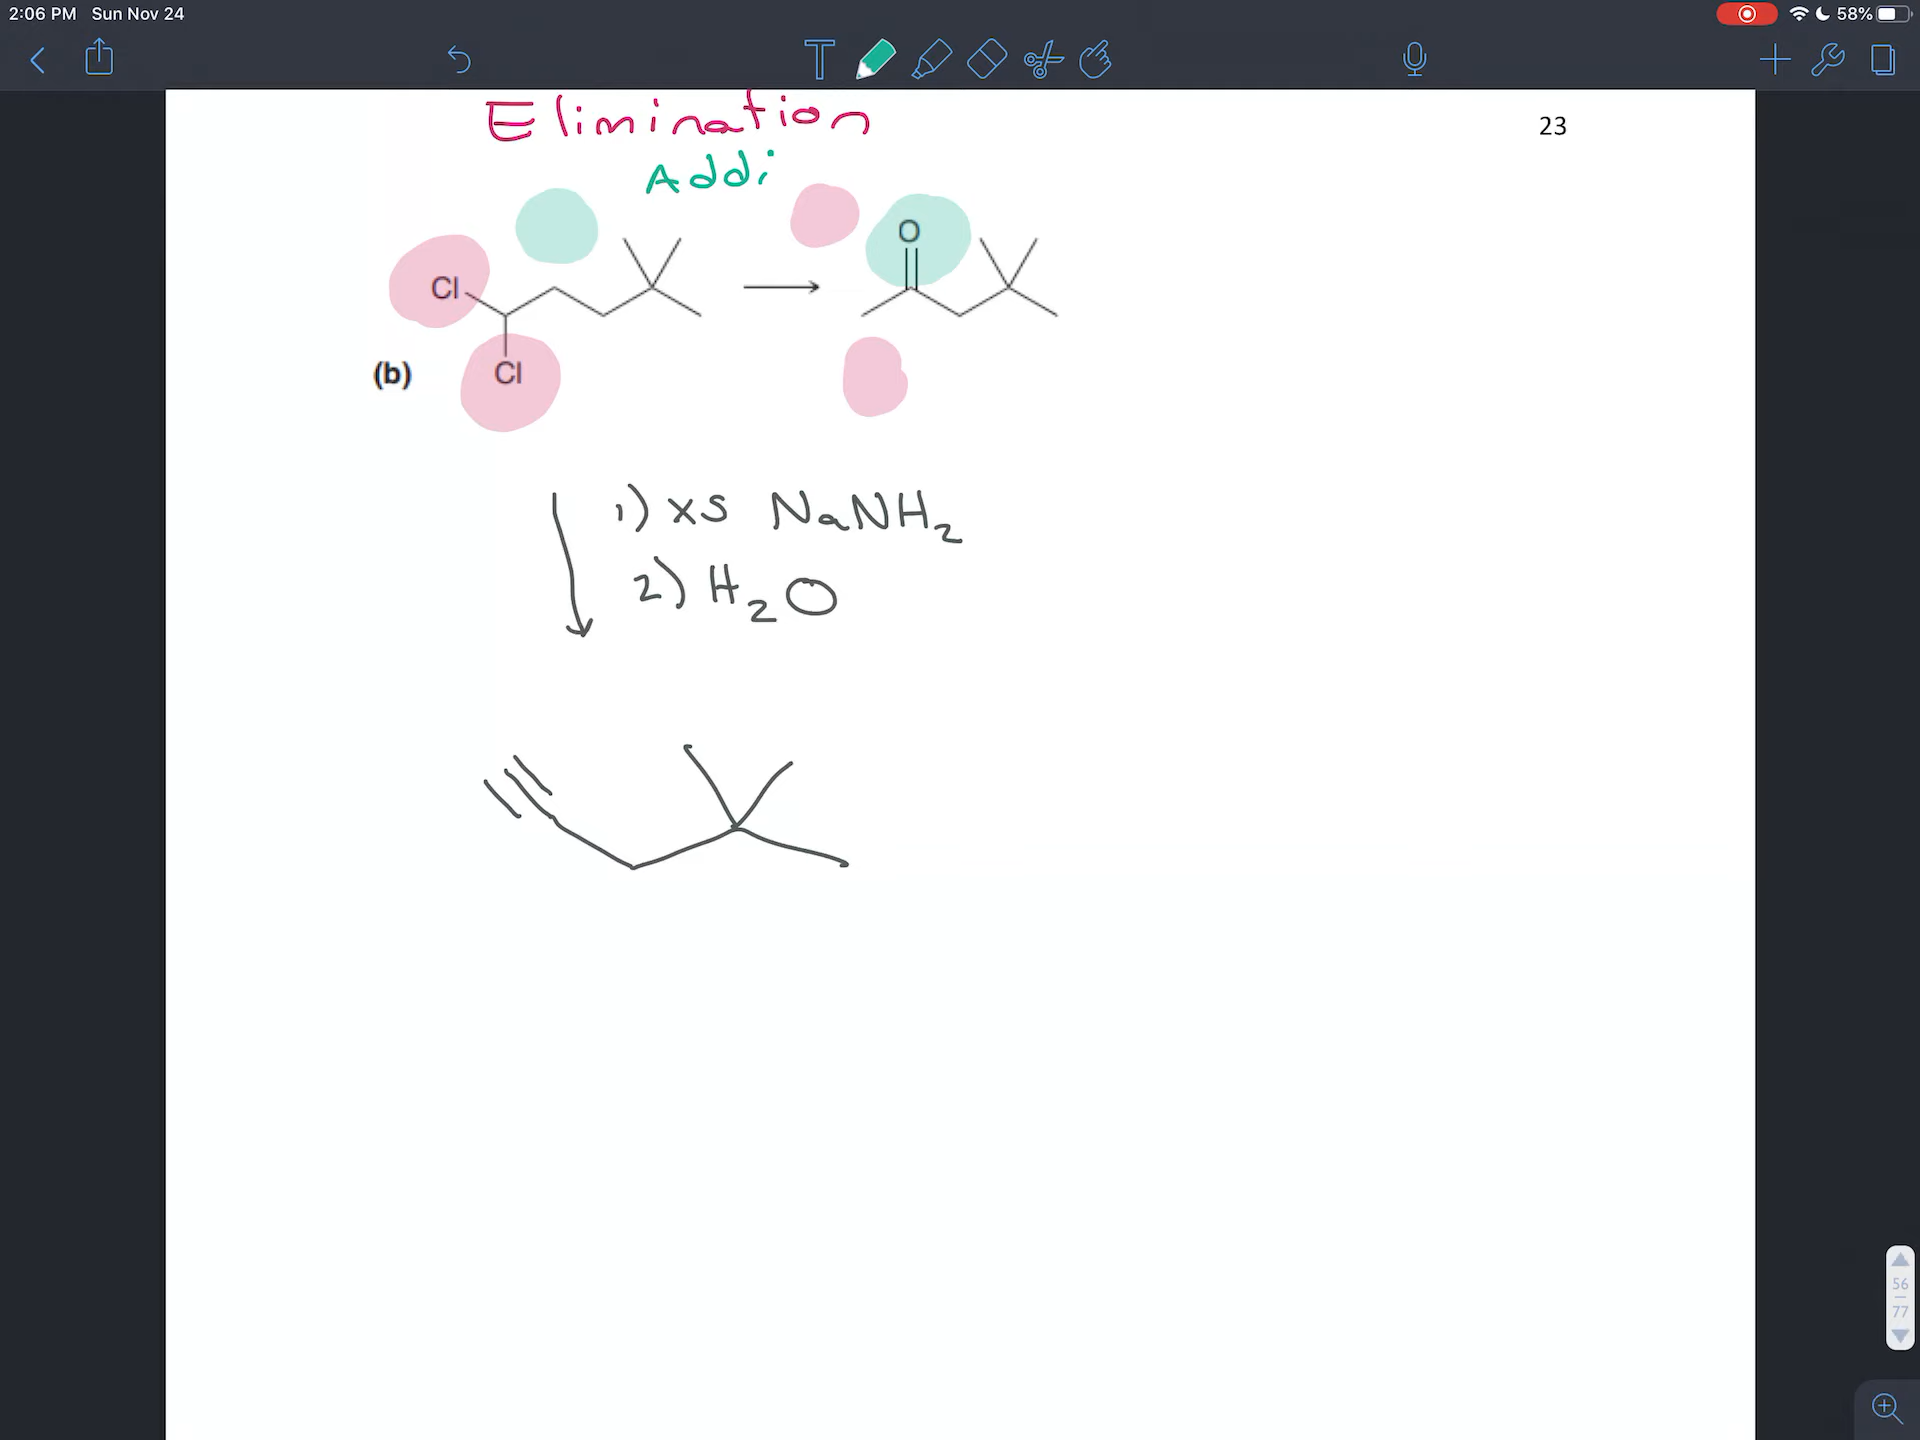 2:06 PM Sun Nov 24
58%
T
Elimination
23
Addi
O
Cl
Cl
(b)
1) xs NaNH2
2) H2O
56
77